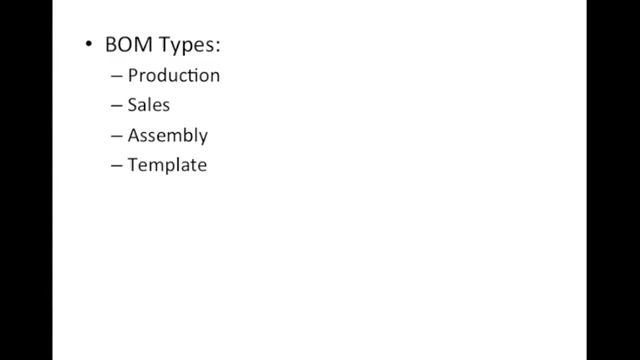 • BOM Types:
– Production
– Sales
– Assembly
– Template